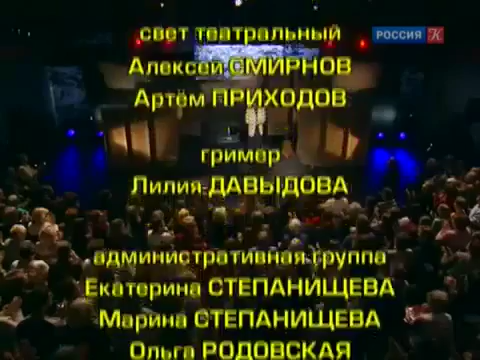 РОССИЯ К
свет театральный
Алексей СМИРНОВ
Артём ПРИХОДОВ
гример
Лилия ДАВЫДОВА
административная группа
Екатерина СТЕПАНИЩЕВА
Марина СТЕПАНИЩЕВА
Ольга РОДОВСКАЯ